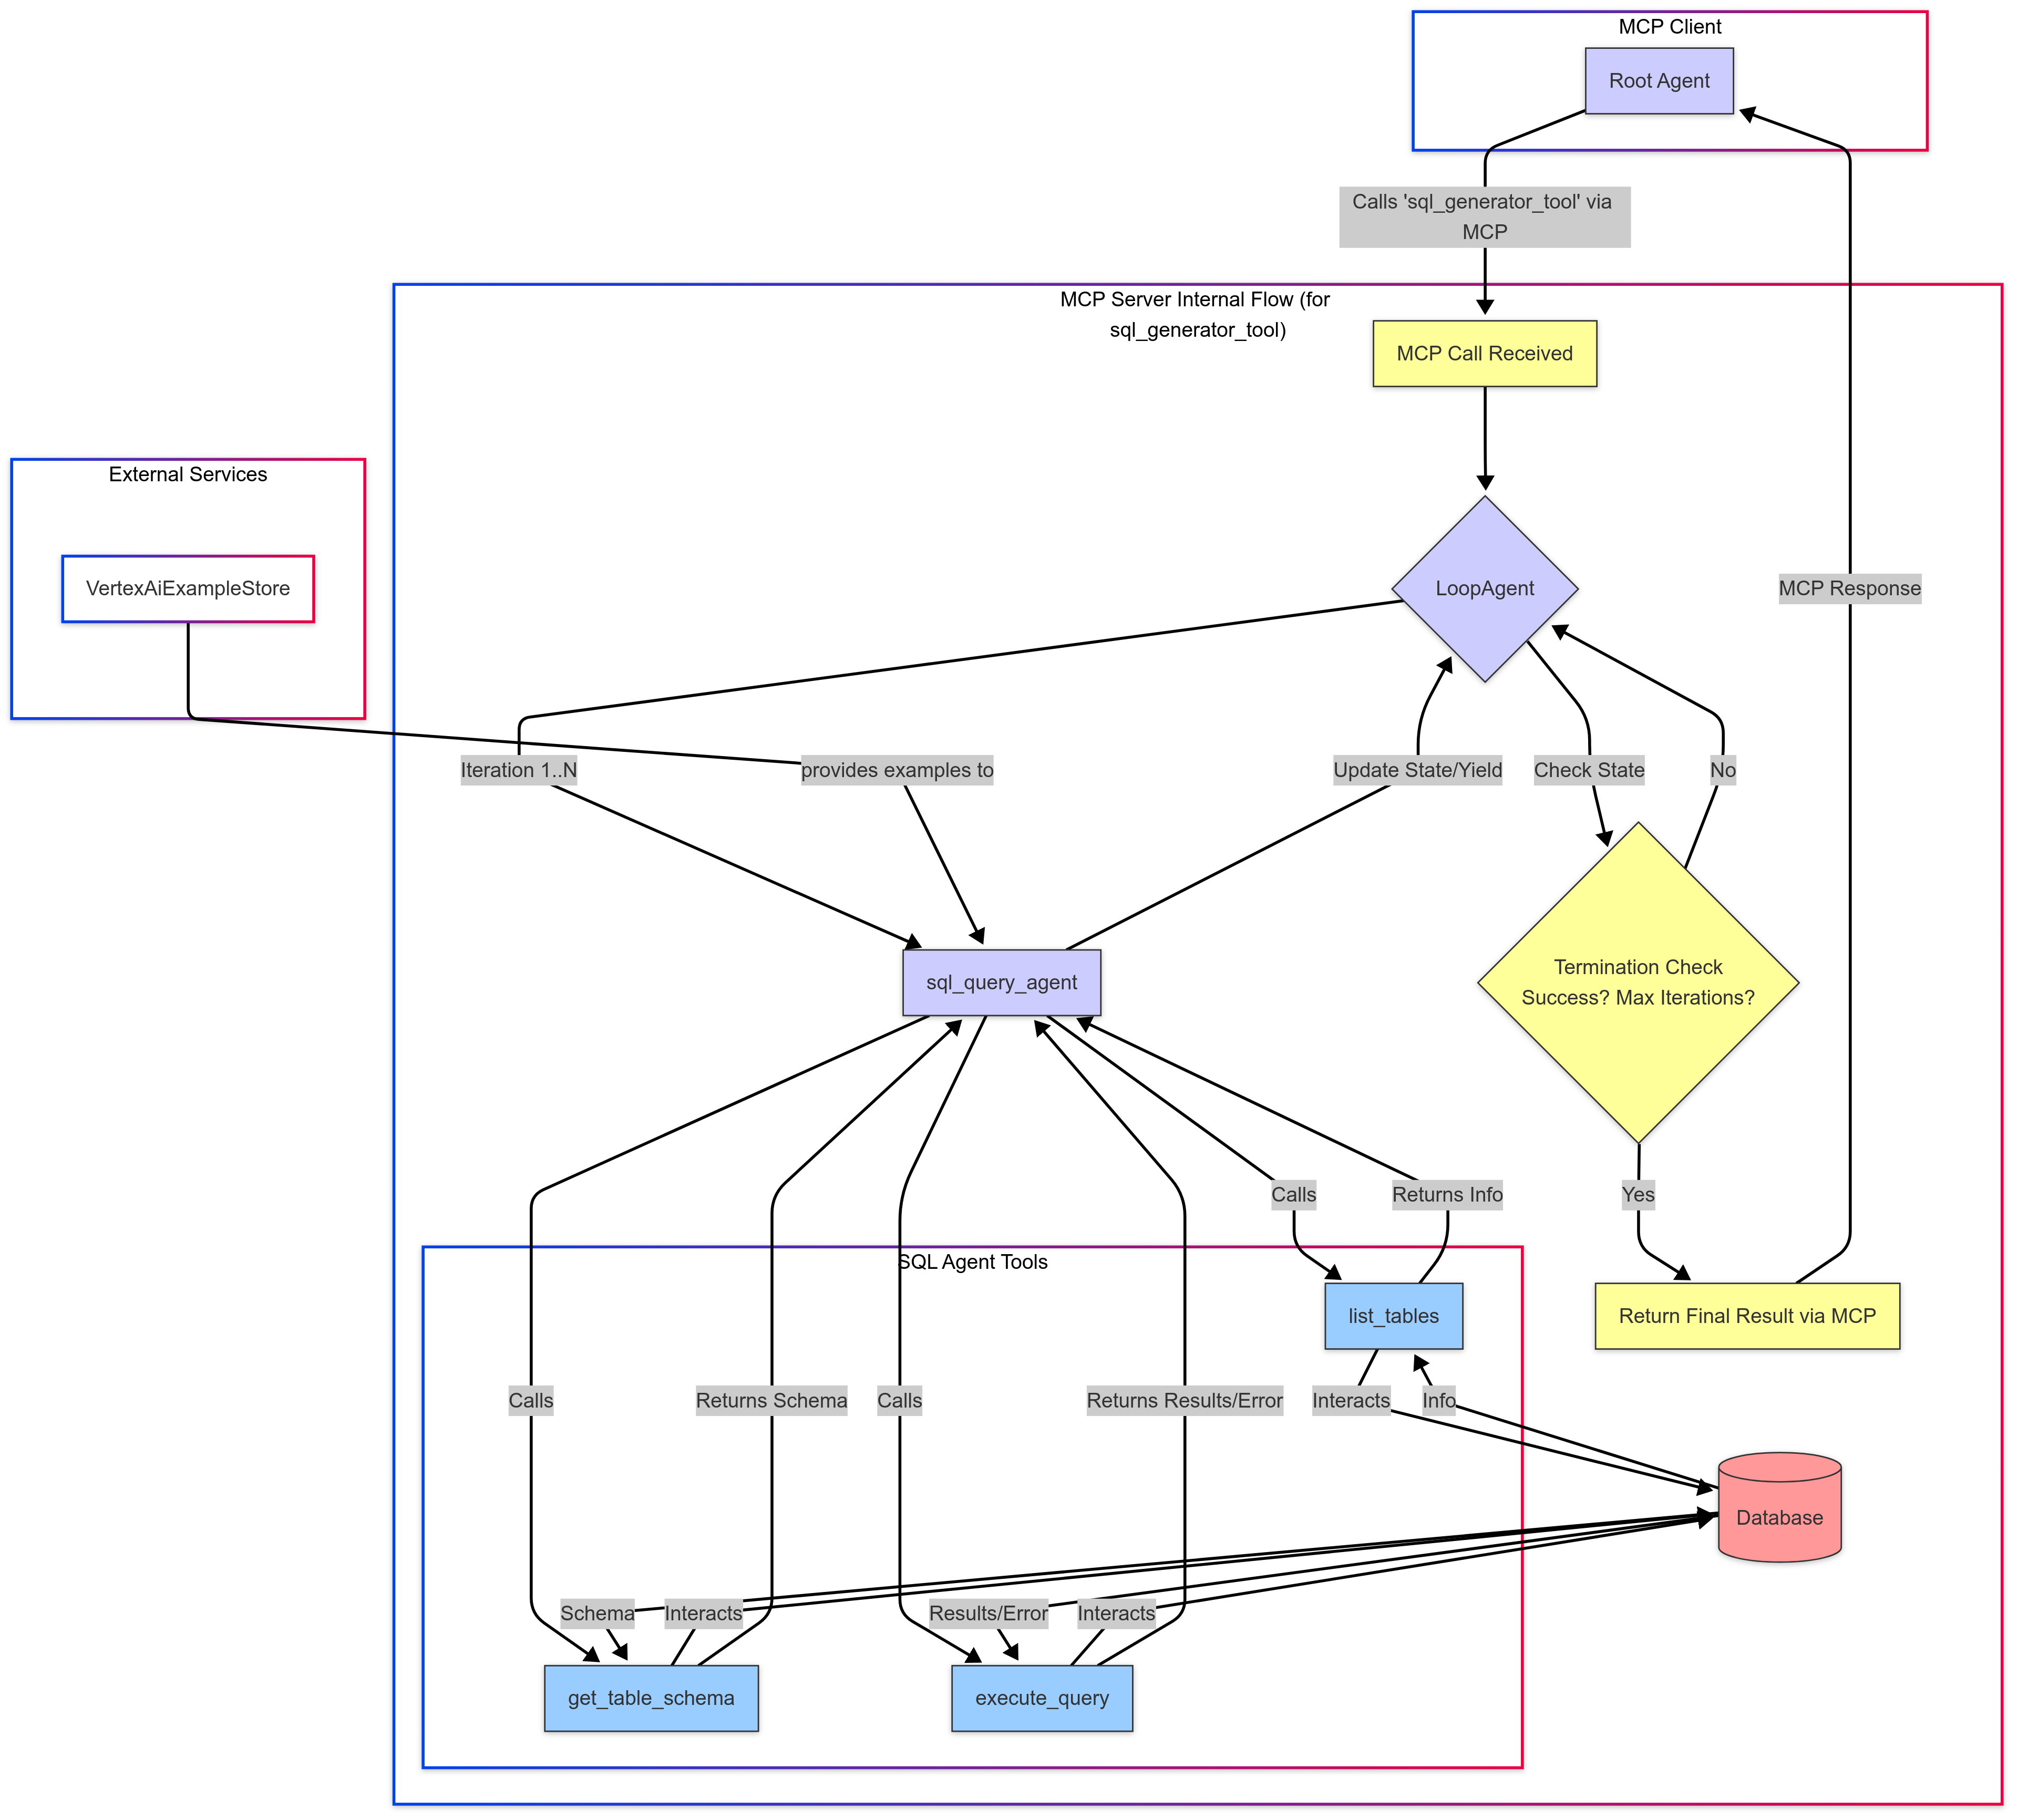 MCP Client
Root Agent
Calls 'sql_generator_tool' via
MCP
MCP Server Internal Flow (for
sql_generator_tool)
MCP Call Received
External Services
VertexAiExampleStore
LoopAgent
MCP Response
Iteration 1..N
provides examples to
Update State/Yield
Check State
No
sql_query_agent
Termination Check
Success? Max Iterations?
Calls
Returns Info
Yes
SQL Agent Tools
list_tables
Return Final Result via MCP
Calls
Returns Schema
Calls
Returns Results/Error
Interacts
Info
Database
Schema
Interacts
Results/Error
Interacts
get_table_schema
execute_query